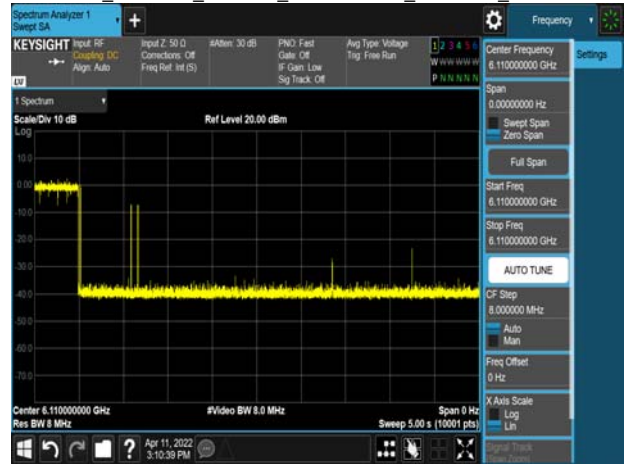 Spectrum Analyzer 1
Swept SA
Frequency
KEYSIGHT
Input: RF
Coupling: DC
Align: Auto
Input Z: 50 Ω
Corrections: Off
Freq Ref: Int (S)
#Atten: 30 dB
PNO: Fast
Gate: Off
IF Gain: Low
Sig Track: Off
Avg Type: Voltage
Trig: Free Run
1 2 3 4 5 6
W W W W W W
P N N N N N
LXI
1 Spectrum
Scale/Div 10 dB
Ref Level 20.00 dBm
Log
10.0
0.00
-10.0
-20.0
-30.0
-40.0
-50.0
-60.0
-70.0
Center 6.110000000 GHz
Res BW 8 MHz
#Video BW 8.0 MHz
Span 0 Hz
Sweep 5.00 s (10001 pts)
Apr 11, 2022
3:10:39 PM
Center Frequency
6.110000000 GHz
Settings
Span
0.00000000 Hz
Swept Span
Zero Span
Full Span
Start Freq
6.110000000 GHz
Stop Freq
6.110000000 GHz
AUTO TUNE
CF Step
8.000000 MHz
Auto
Man
Freq Offset
0 Hz
X Axis Scale
Log
Lin
Signal Track
(Span Zoom)